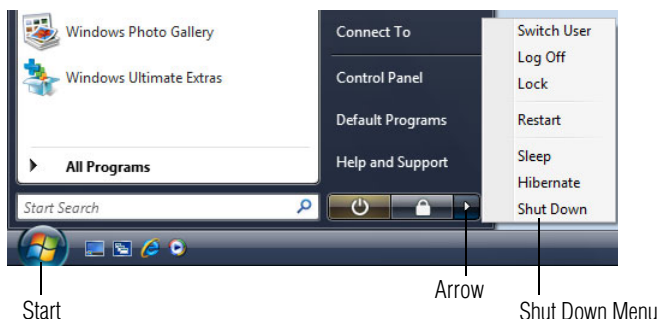 Windows Photo Gallery
Windows Ultimate Extras
All Programs
Start Search
Connect To
Control Panel
Default Programs
Help and Support
Switch User
Log Off
Lock
Restart
Sleep
Hibernate
Shut Down
Start
Arrow
Shut Down Menu